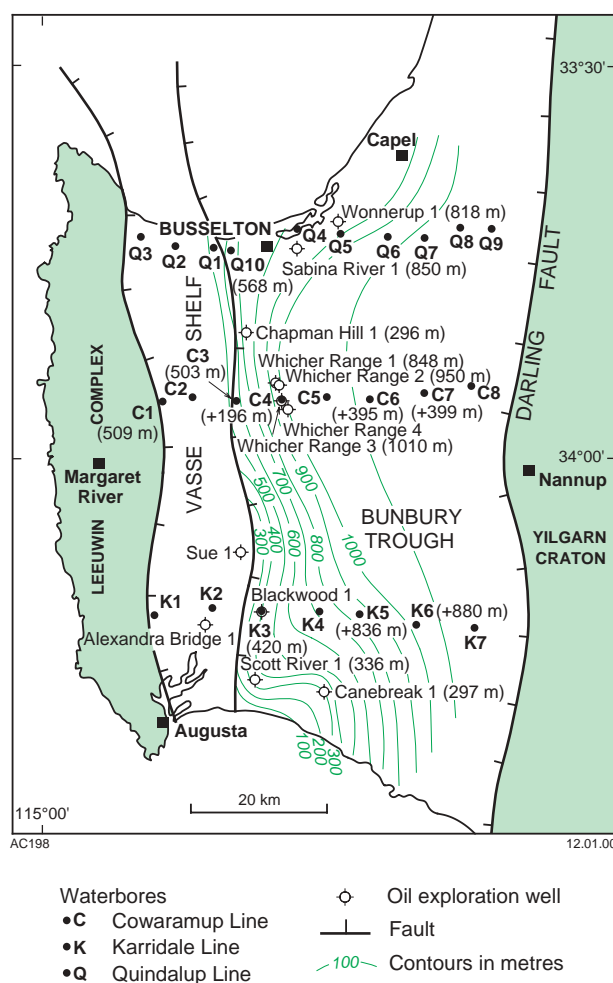 33°30'
Capel
Wonnerup 1 (818 m)
BUSSELTON
Q3
Q2
Q1
Q10
Q4
Q5
Q6
Q7
Q8
Q9
Sabina River 1 (850 m)
(568 m)
SHELF
DARLING FAULT
Chapman Hill 1 (296 m)
C3
(503 m)
Whicher Range 1 (848 m)
Whicher Range 2 (950 m)
COMPLEX
C1
C2
C4
C5
C6
C7
C8
(509 m)
(+196 m)
(+395 m)
(+399 m)
Whicher Range 4
Whicher Range 3 (1010 m)
Margaret
River
34°00'
Nannup
VASSE
500
700
900
BUNBURY
TROUGH
300
400
600
800
1000
YILGARN
CRATON
LEEUWIN
Sue 1
Blackwood 1
K1
K2
K3
K4
K5
K6
(+880 m)
K7
Alexandra Bridge 1
(420 m)
(+836 m)
Scott River 1 (336 m)
Canebreak 1 (297 m)
Augusta
100
200
300
20 km
115°00'
AC198
12.01.00
Waterbores
C Cowaramup Line
K Karridale Line
Q Quindalup Line
Oil exploration well
Fault
100 Contours in metres